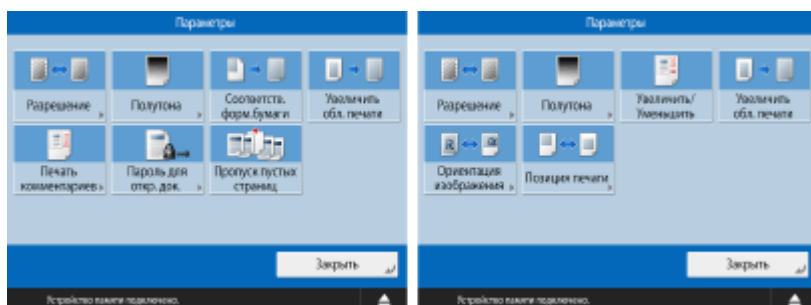 Параметры
Разрешение
Полутона
Соответств.
форм.бумаги
Увеличить
обл. печати
Печать
комментариев
Пароль для
откр. док.
Пропуск пустых
страниц
Закрыть
Устройство памяти подключено.
Параметры
Разрешение
Полутона
Увеличить/
Уменьшить
Увеличить
обл. печати
Ориентация
изображения
Позиция печати
Закрыть
Устройство памяти подключено.